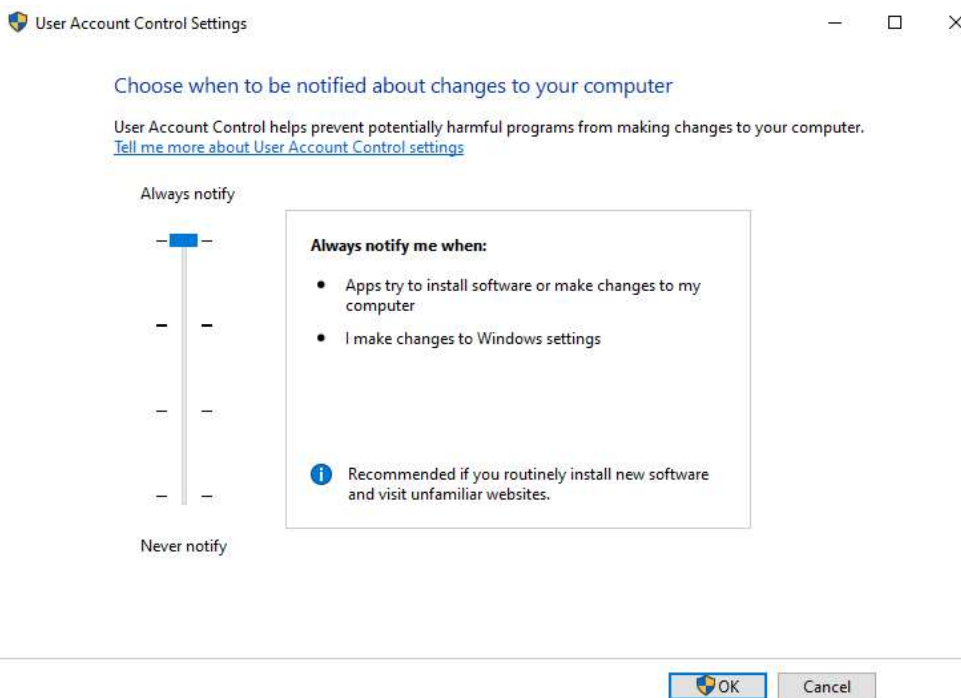 User Account Control Settings
Choose when to be notified about changes to your computer
User Account Control helps prevent potentially harmful programs from making changes to your computer.
Tell me more about User Account Control settings
Always notify
Always notify me when:
Apps try to install software or make changes to my
computer
I make changes to Windows settings
Recommended if you routinely install new software
and visit unfamiliar websites.
Never notify
OK
Cancel